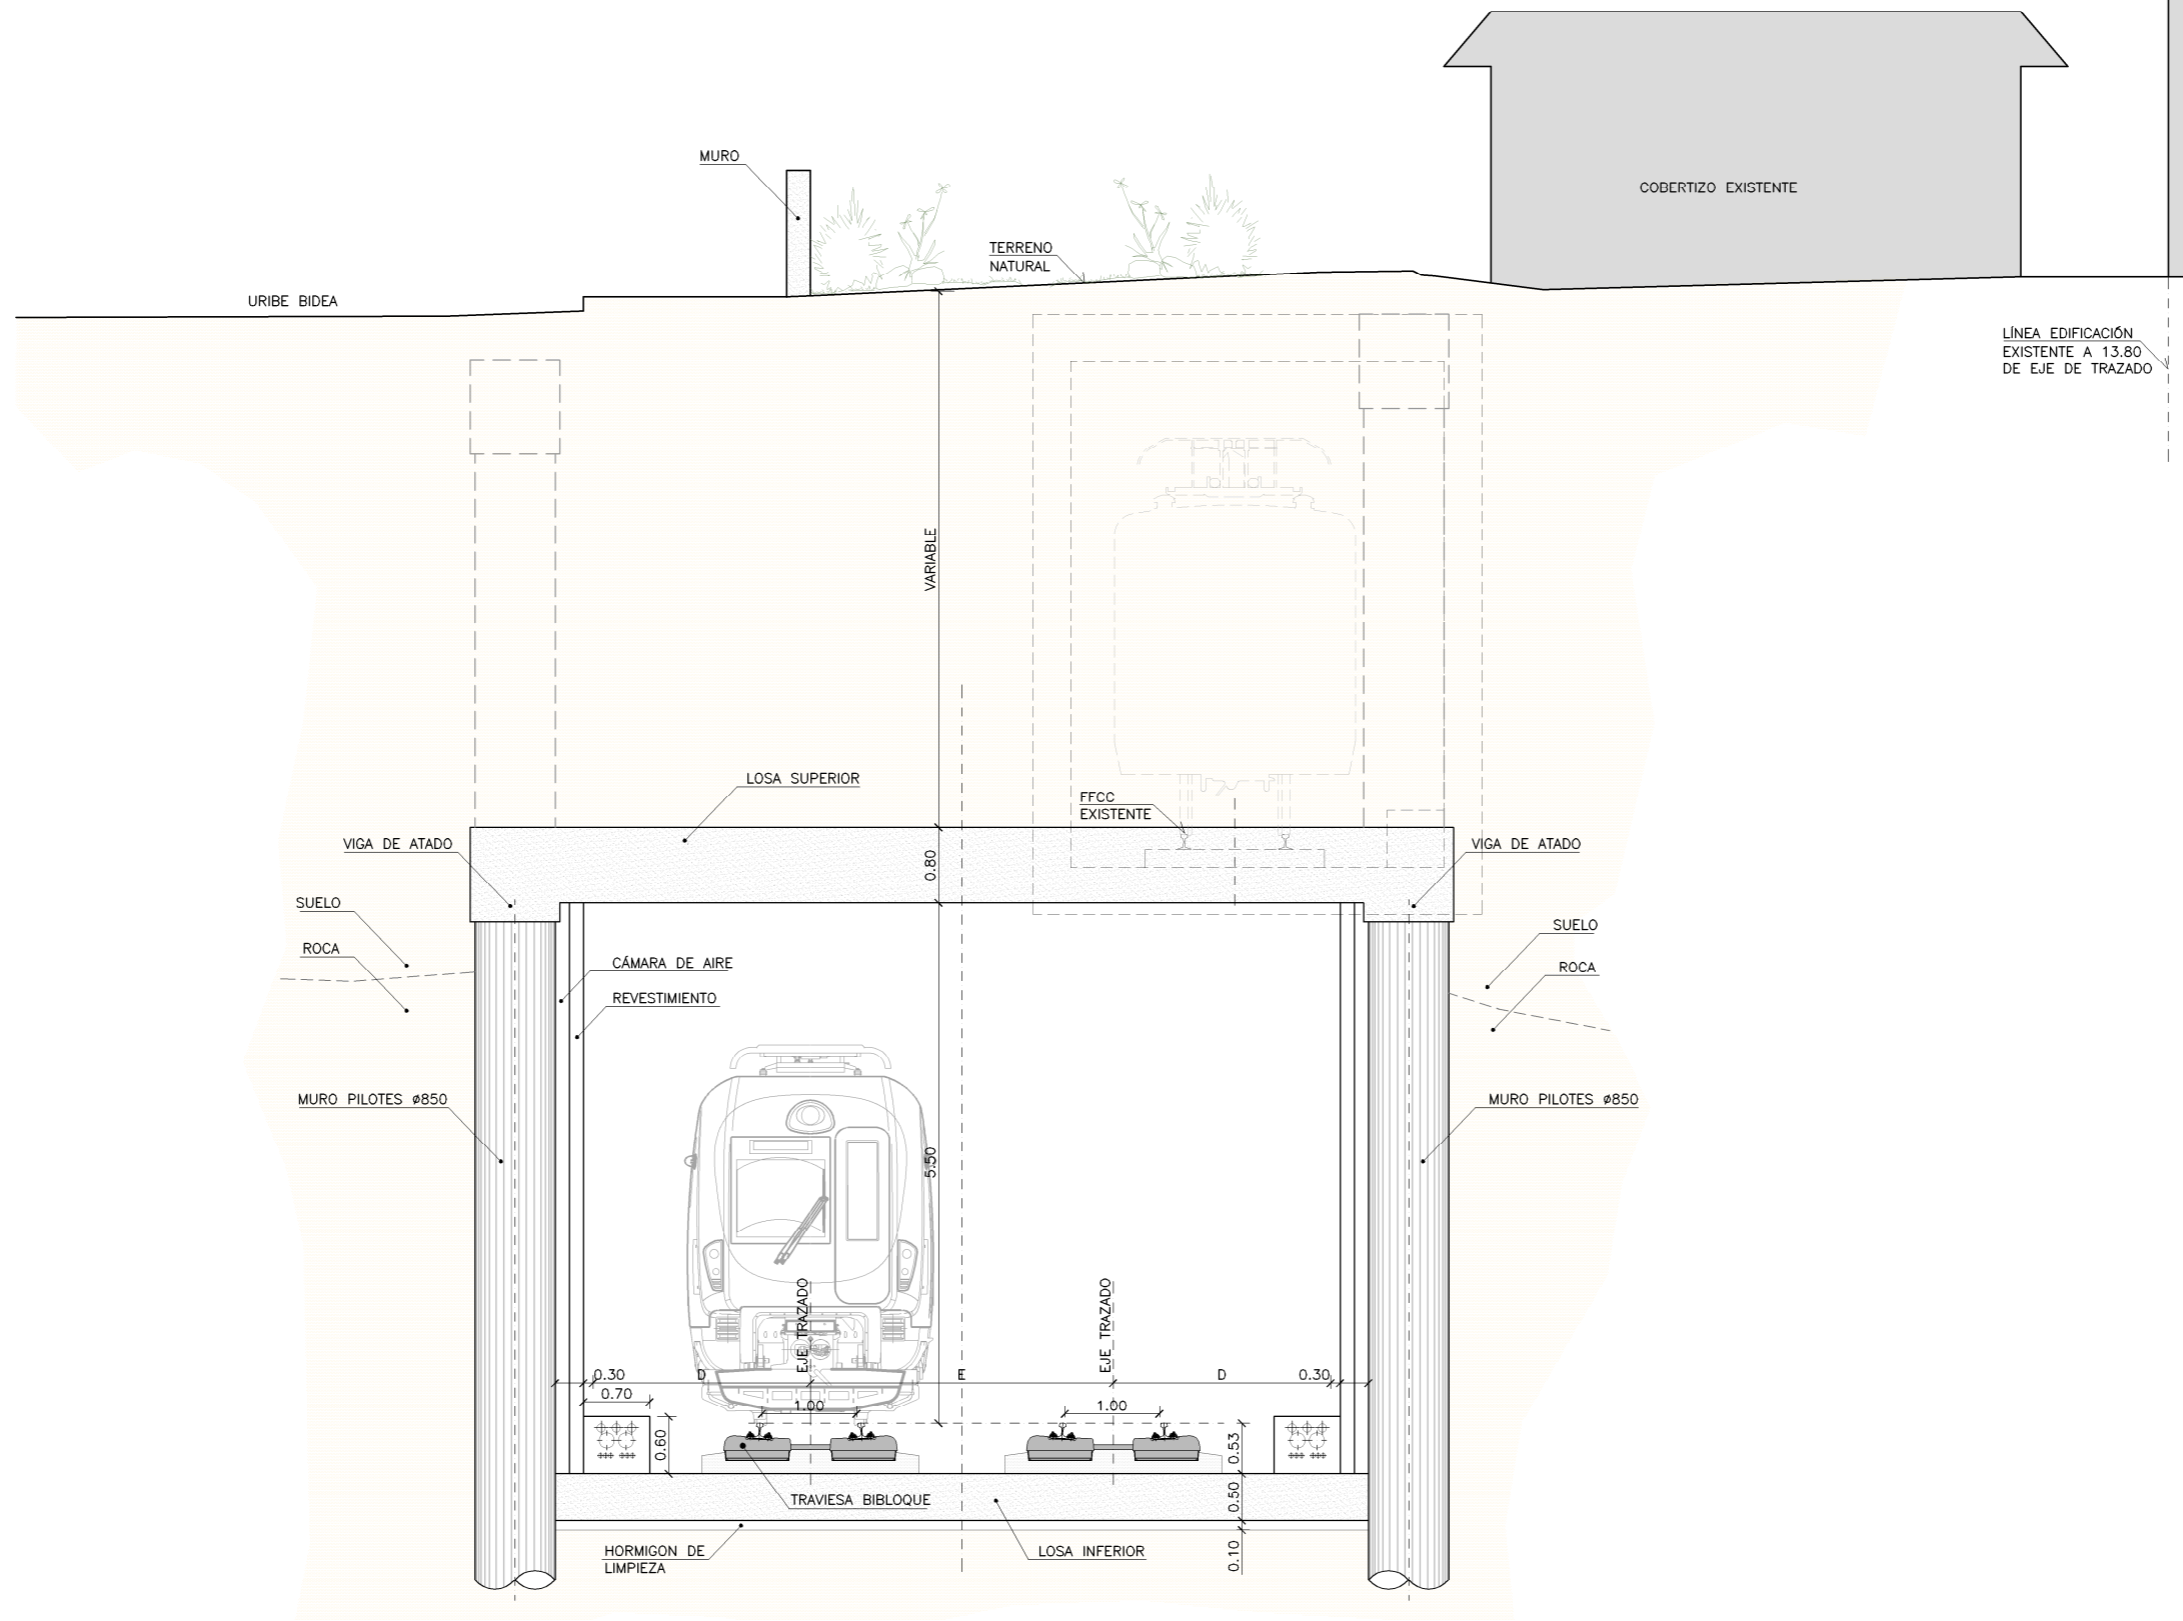 MURO
COBERTIZO EXISTENTE
TERRENO
NATURAL
URIBE BIDEA
LÍNEA EDIFICACIÓN
EXISTENTE A 13.80
DE EJE DE TRAZADO
VARIABLE
LOSA SUPERIOR
FFCC
EXISTENTE
VIGA DE ATADO
VIGA DE ATADO
0.80
SUELO
ROCA
SUELO
ROCA
CÁMARA DE AIRE
REVESTIMIENTO
MURO PILOTES ø850
MURO PILOTES ø850
5.50
EJE TRAZADO
EJE TRAZADO
0.30
D
E
D
0.30
0.70
1.00
1.00
0.60
0.53
TRAVIESA BIBLOQUE
0.50
HORMIGON DE
LIMPIEZA
LOSA INFERIOR
0.10